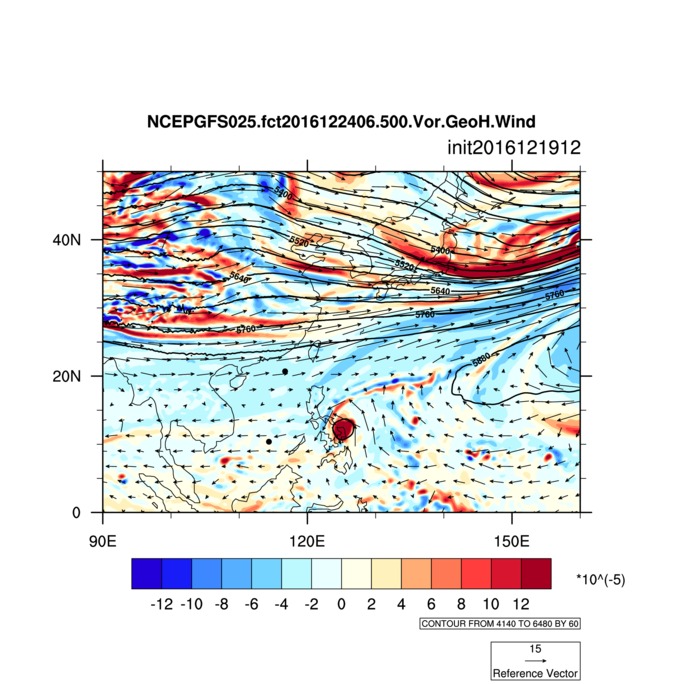 NCEPGFS025.fct2016122406.500.Vor.GeoH.Wind
init2016121912
5400
5520
5640
5760
5400
5520
5640
5760
5760
5880
40N
20N
0
90E 120E 150E
-12 -10 -8 -6 -4 -2 0 2 4 6 8 10 12
*10^(-5)
CONTOUR FROM 4140 TO 6480 BY 60
15
Reference Vector